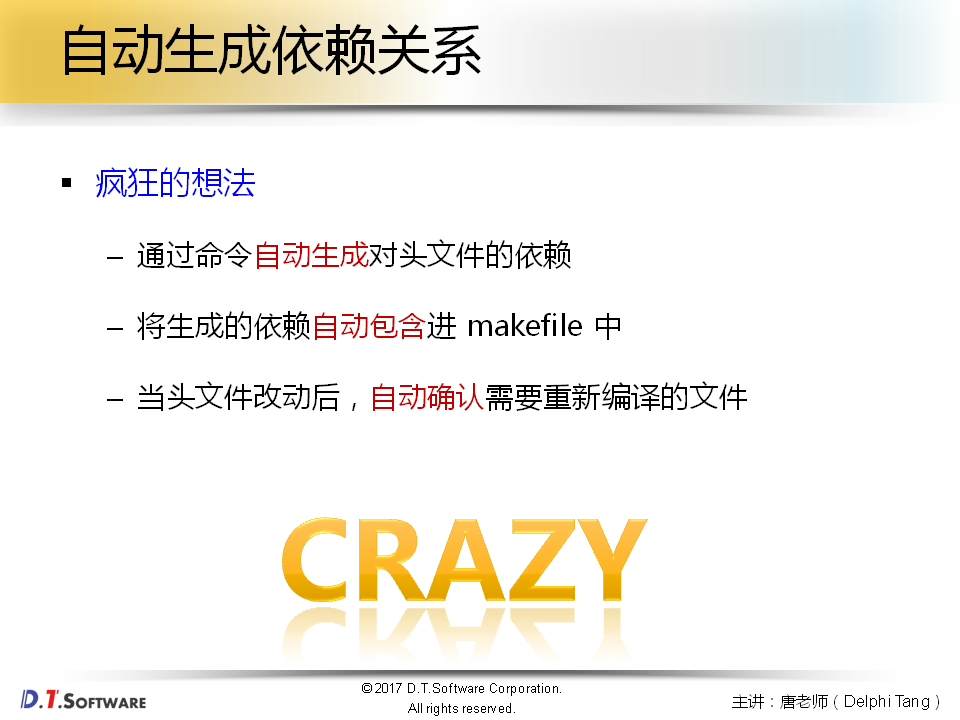 自动生成依赖关系
▪ 疯狂的想法
– 通过命令自动生成对头文件的依赖
– 将生成的依赖自动包含进 makefile 中
– 当头文件改动后，自动确认需要重新编译的文件
CRAZY
D.T.SOFTWARE
©2017 D.T.Software Corporation.
All rights reserved.
主讲：唐老师（Delphi Tang）